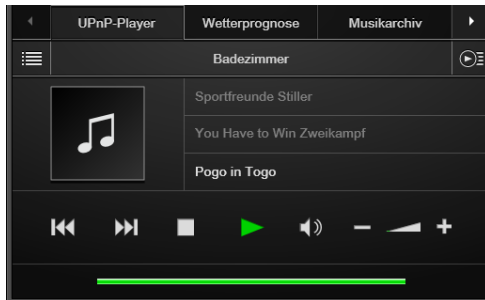 UPnP-Player Wetterprognose Musikarchiv
Badezimmer
Sportfreunde Stiller
You Have to Win Zweikampf
Pogo in Togo